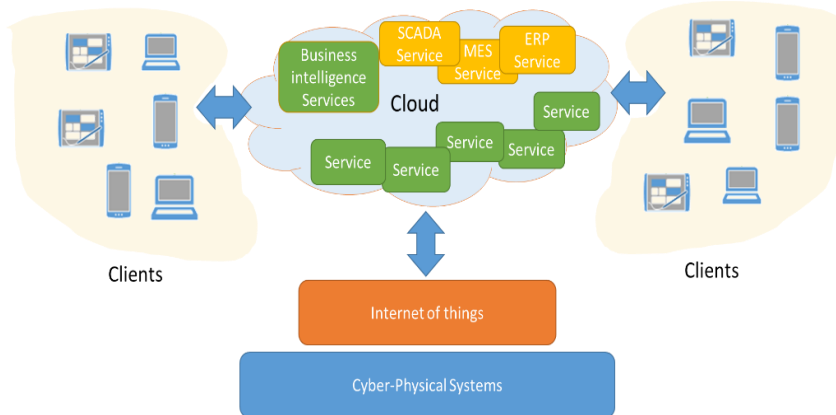 SCADA
Service
ERP
Service
MES
Service
Business
intelligence
Services
Cloud
Service
Service
Service
Service
Service
Clients
Clients
Internet of things
Cyber-Physical Systems